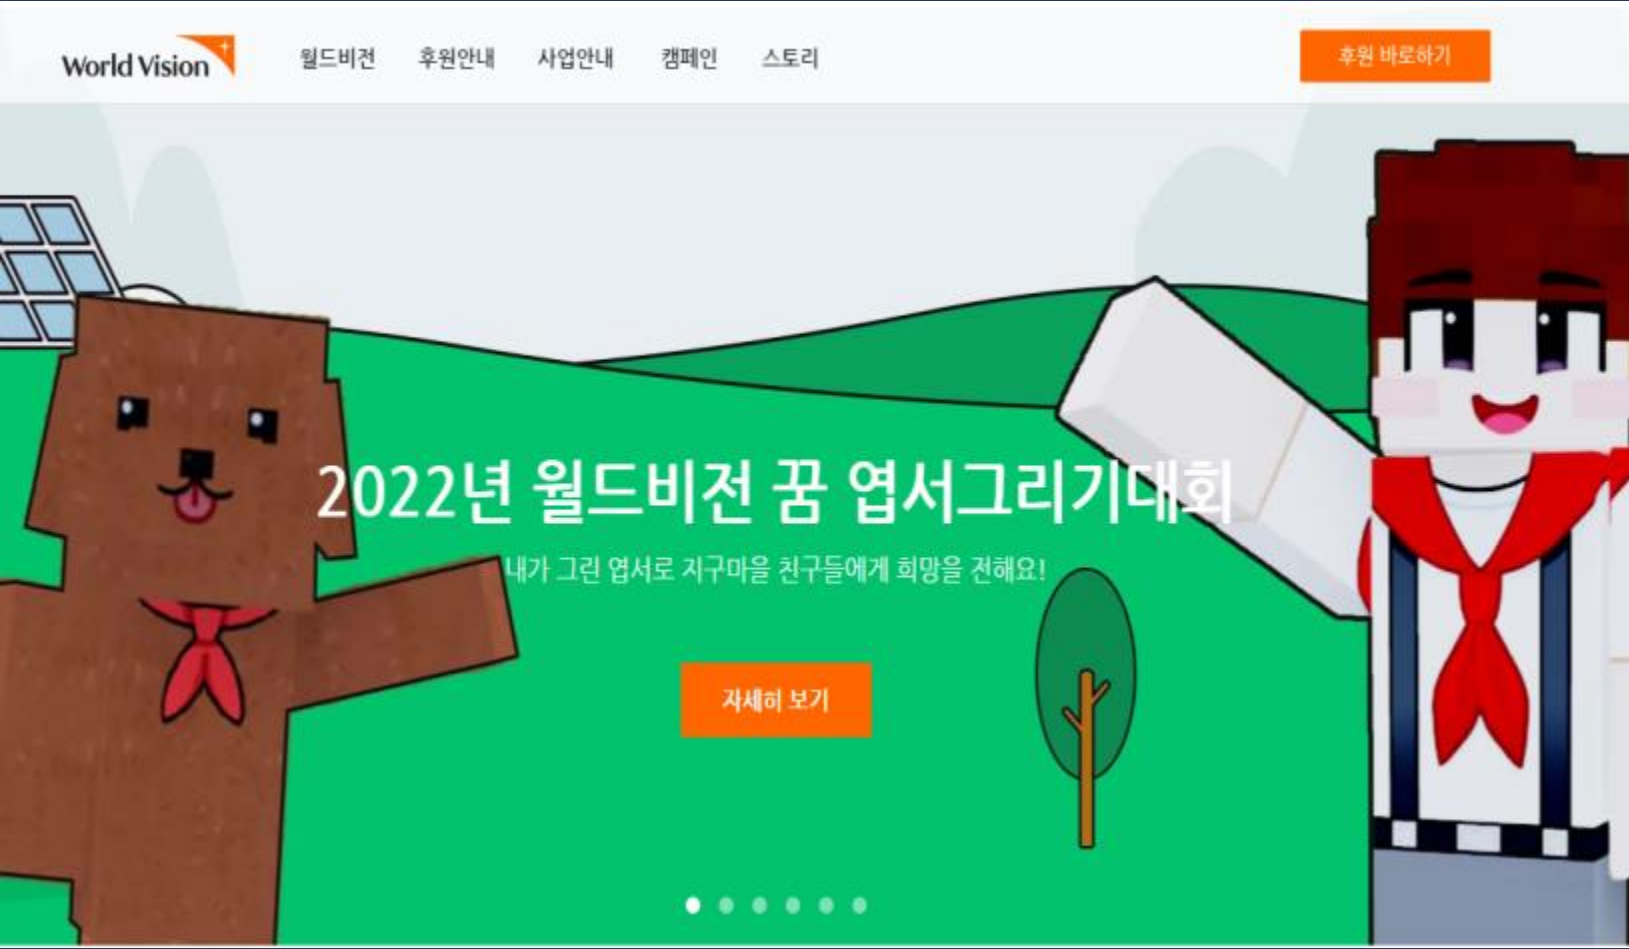 World Vision
월드비전 후원안내 사업안내 캠페인 스토리
후원 바로하기
2022년 월드비전 꿈 엽서그리기대회
내가 그린 엽서로 지구마을 친구들에게 희망을 전해요!
자세히 보기